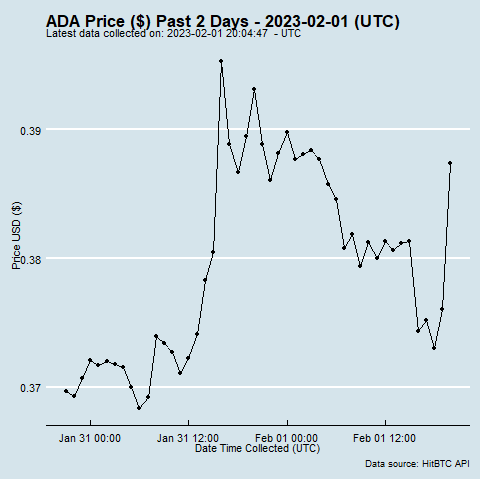 ADA Price ($) Past 2 Days - 2023-02-01 (UTC)
Latest data collected on: 2023-02-01 20:04:47 - UTC
0.39
Price USD ($)
0.38
0.37
Jan 31 00:00 Jan 31 12:00 Feb 01 00:00 Feb 01 12:00
Date Time Collected (UTC)
Data source: HitBTC API